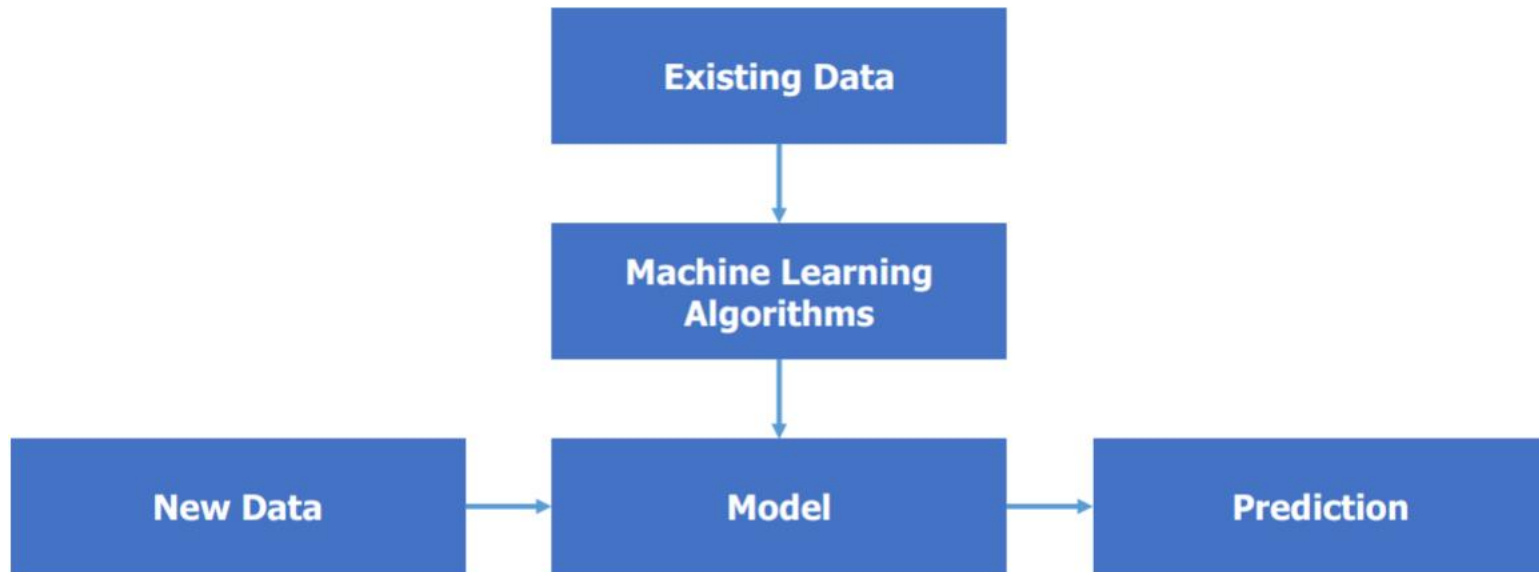 Existing Data
Machine Learning
Algorithms
New Data
Model
Prediction